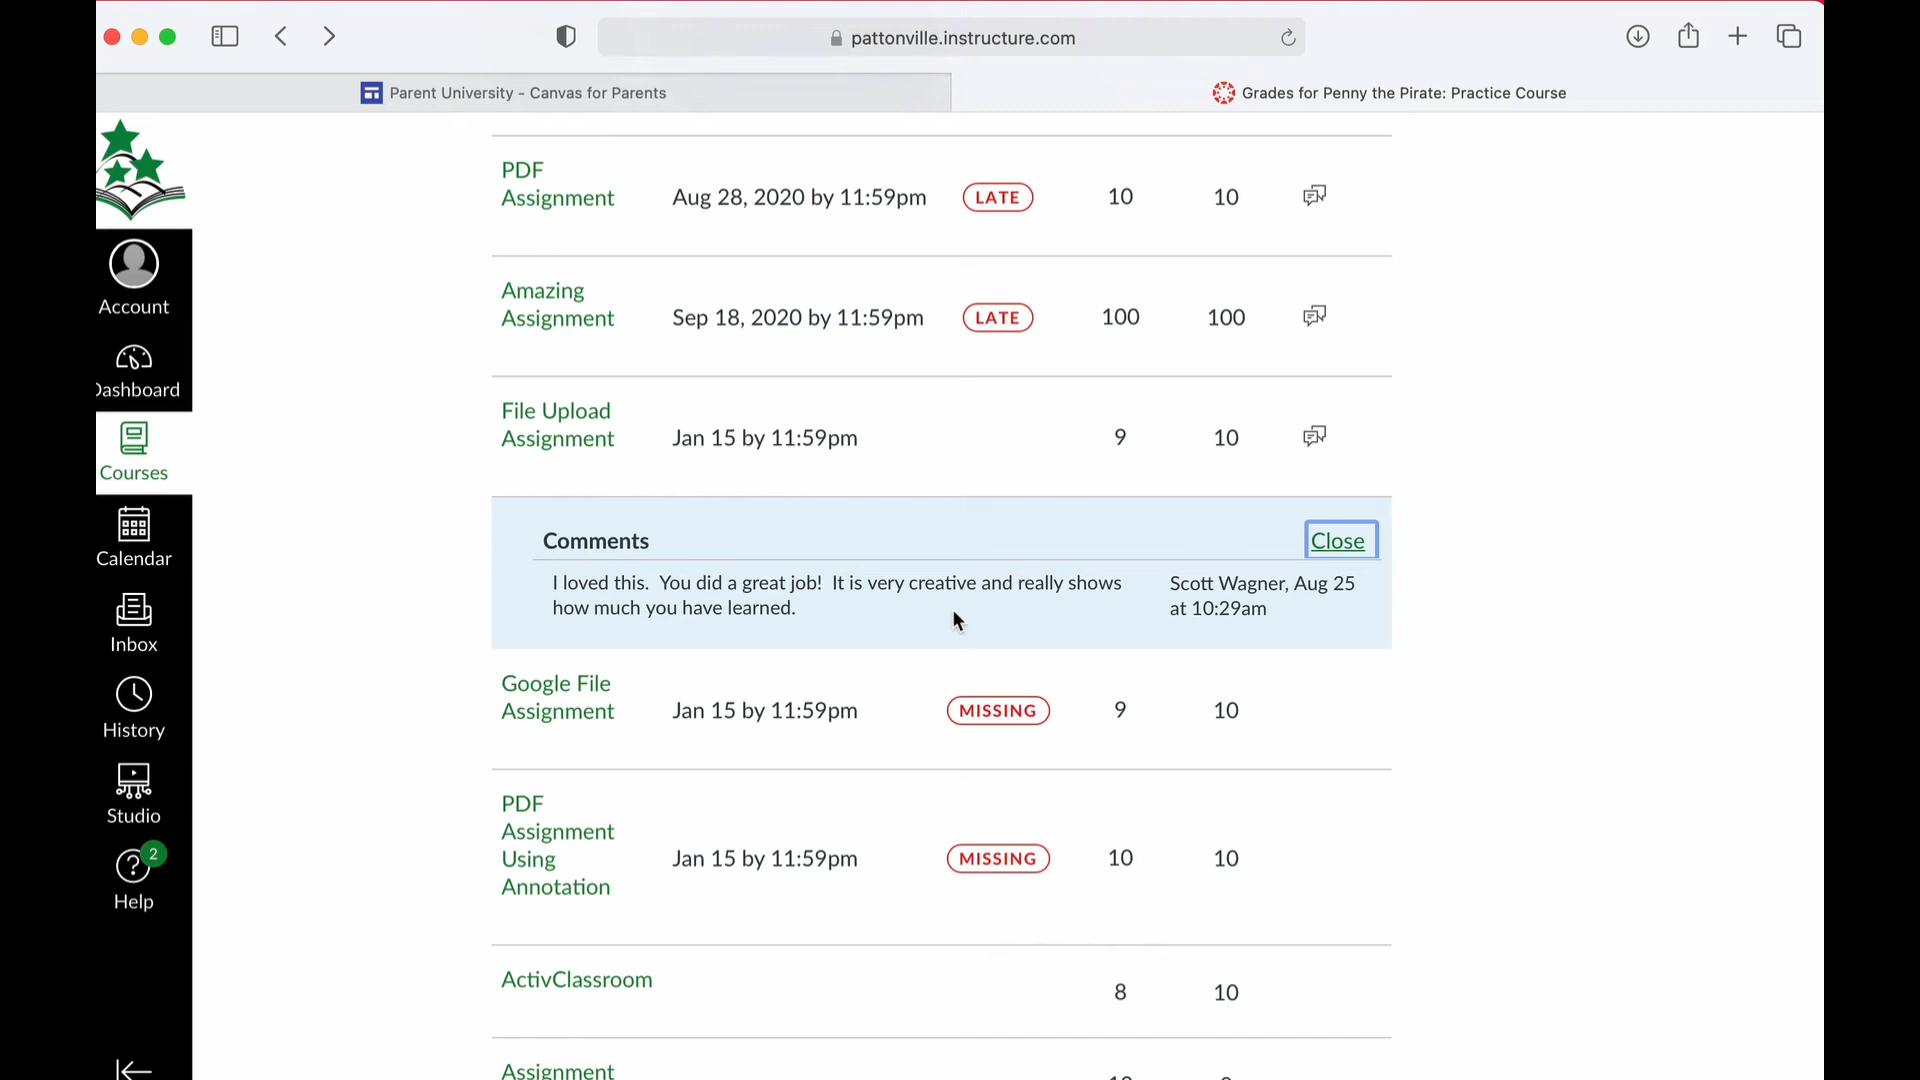 pattonville.instructure.com
Parent University - Canvas for Parents
Grades for Penny the Pirate: Practice Course
Account
Dashboard
Courses
Calendar
Inbox
History
Studio
2
Help
PDF
Assignment
Aug 28, 2020 by 11:59pm
LATE
10
10
Amazing
Assignment
Sep 18, 2020 by 11:59pm
LATE
100
100
File Upload
Assignment
Jan 15 by 11:59pm
9
10
Comments
Close
I loved this.  You did a great job!  It is very creative and really shows
how much you have learned.
Scott Wagner, Aug 25
at 10:29am
Google File
Assignment
Jan 15 by 11:59pm
MISSING
9
10
PDF
Assignment
Using
Annotation
Jan 15 by 11:59pm
MISSING
10
10
ActivClassroom
8
10
Assignment